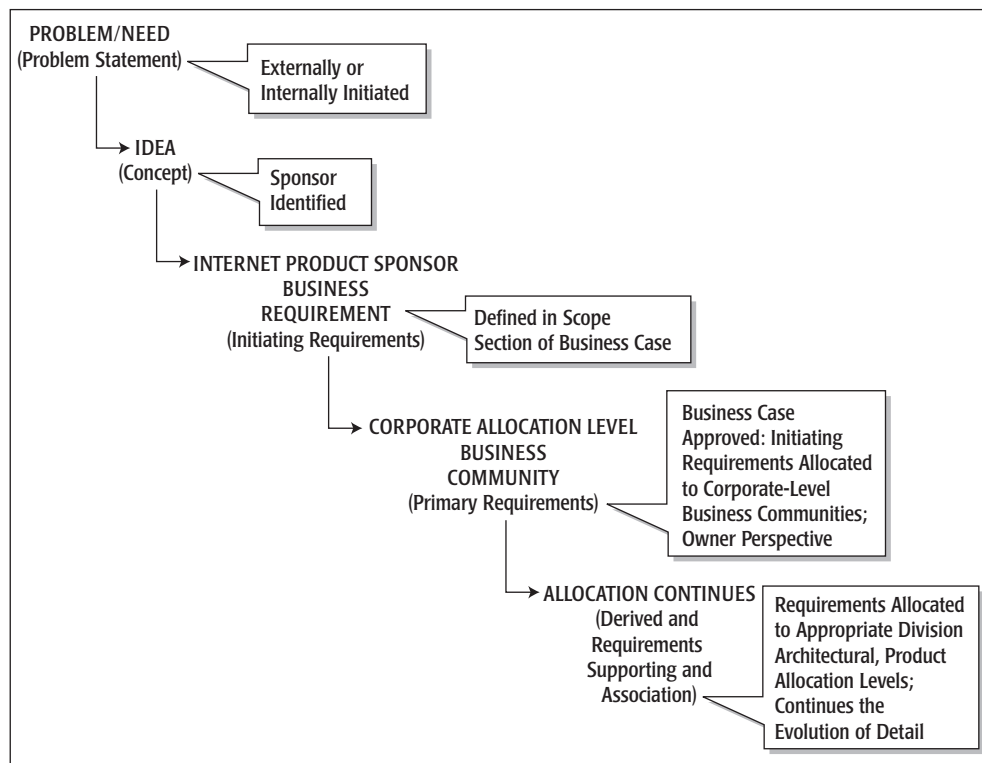 PROBLEM/NEED
(Problem Statement)
Externally or
Internally Initiated
IDEA
(Concept)
Sponsor
Identified
INTERNET PRODUCT SPONSOR
BUSINESS
REQUIREMENT
(Initiating Requirements)
Defined in Scope
Section of Business Case
CORPORATE ALLOCATION LEVEL
BUSINESS
COMMUNITY
(Primary Requirements)
Business Case
Approved: Initiating
Requirements Allocated
to Corporate-Level
Business Communities;
Owner Perspective
ALLOCATION CONTINUES
(Derived and
Requirements
Supporting and
Association)
Requirements Allocated
to Appropriate Division
Architectural, Product
Allocation Levels;
Continues the
Evolution of Detail